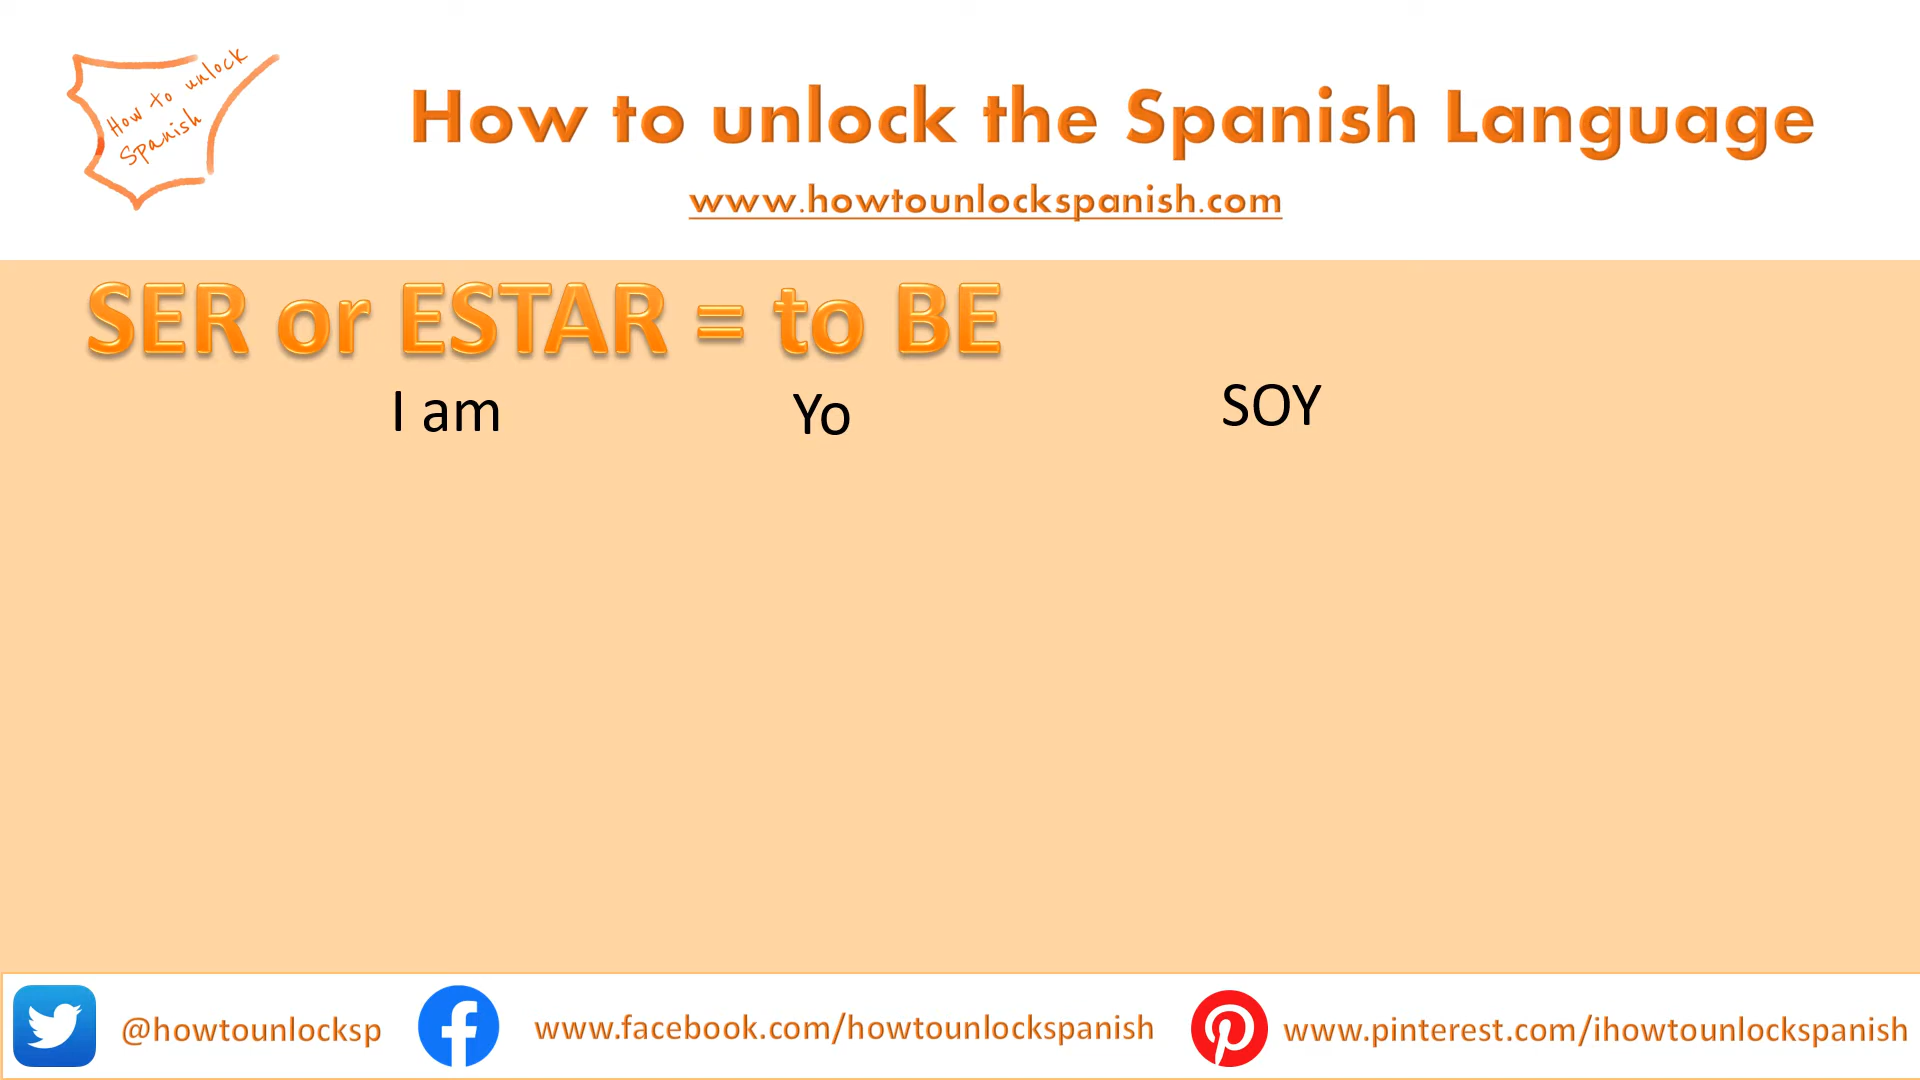 How to unlock
Spanish
How to unlock the Spanish Language
www.howtounlockspanish.com
SER or ESTAR = to BE
I am Yo SOY
@howtounlocksp www.facebook.com/howtounlockspanish www.pinterest.com/ihowtounlockspanish